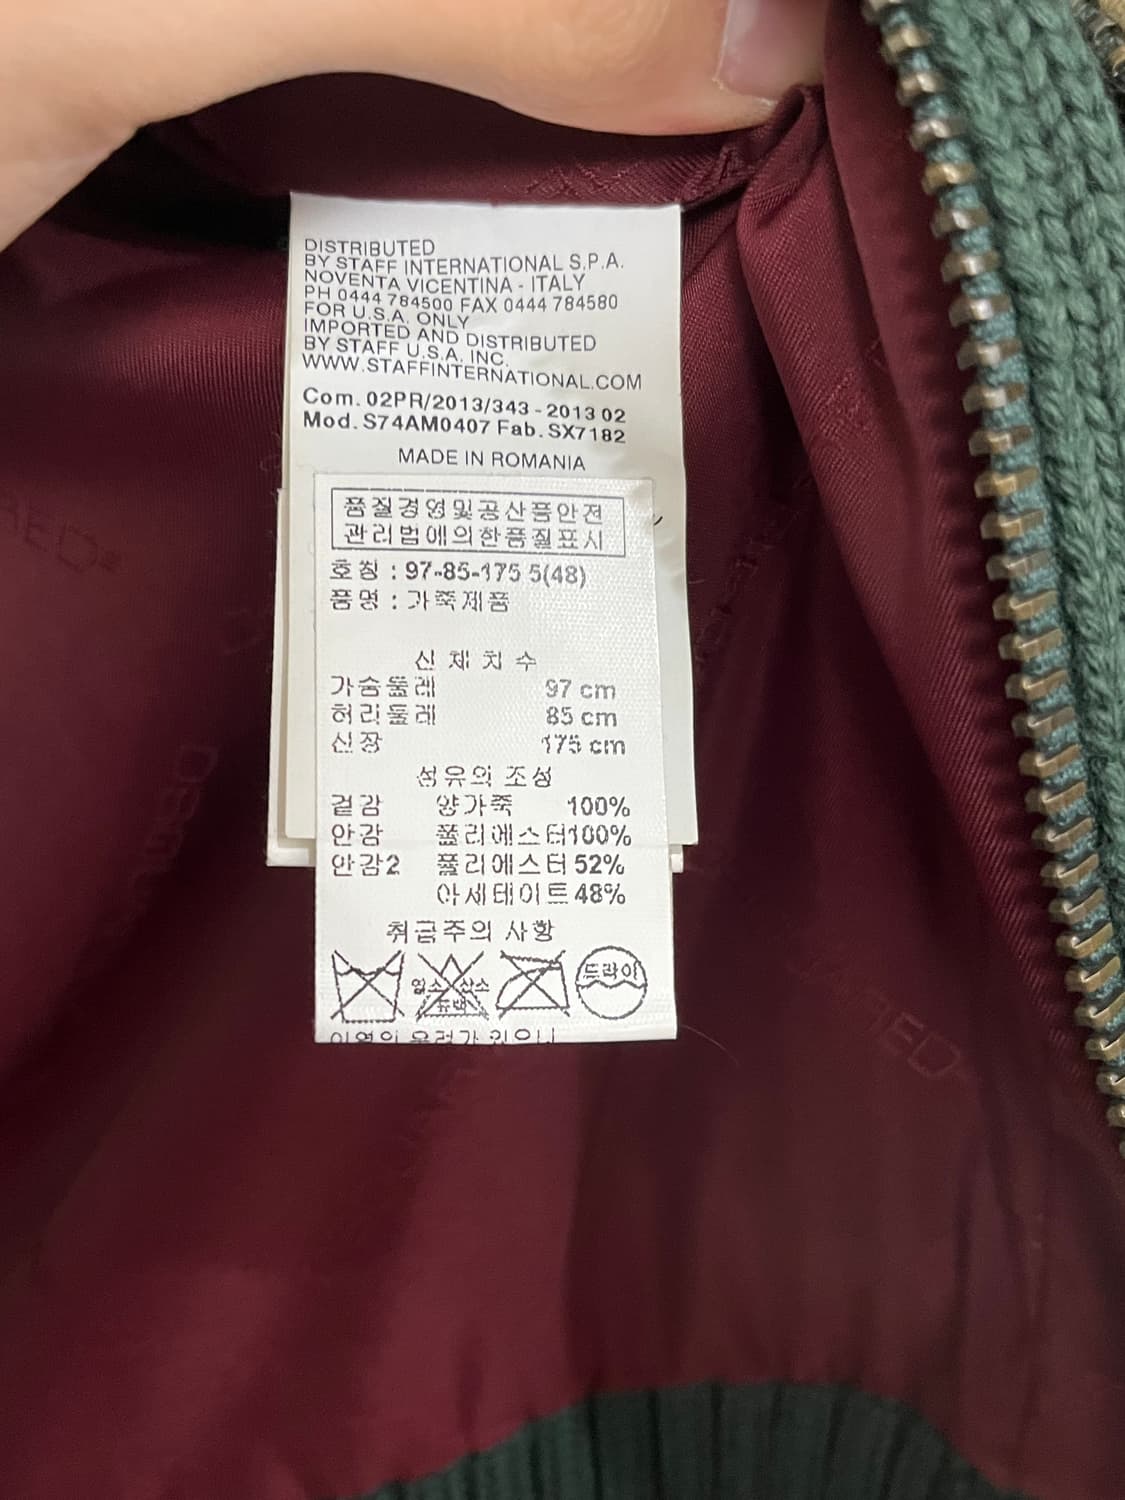 DISTRIBUTED
BY STAFF INTERNATIONAL S.P.A.
NOVENTA VICENTINA - ITALY
PH 0444 784500 FAX 0444 784580
FOR U.S.A. ONLY
IMPORTED AND DISTRIBUTED
BY STAFF U.S.A. INC.
WWW.STAFFINTERNATIONAL.COM
Com. 02PR/2013/343 - 2013 02
Mod. S74AM0407 Fab. SX7182
MADE IN ROMANIA
품질경영및공산품안전
관리법에의한품질표시
호칭 : 97-85-175 5(48)
품명 : 가죽제품
신 체 치 수
가슴둘레 97 cm
허리둘레 85 cm
신장 175 cm
섬유의 조성
겉감 양가죽 100%
안감 폴리에스터100%
안감2 폴리에스터 52%
아세테이트 48%
취급주의 사항
염소 산소
표백
드라이